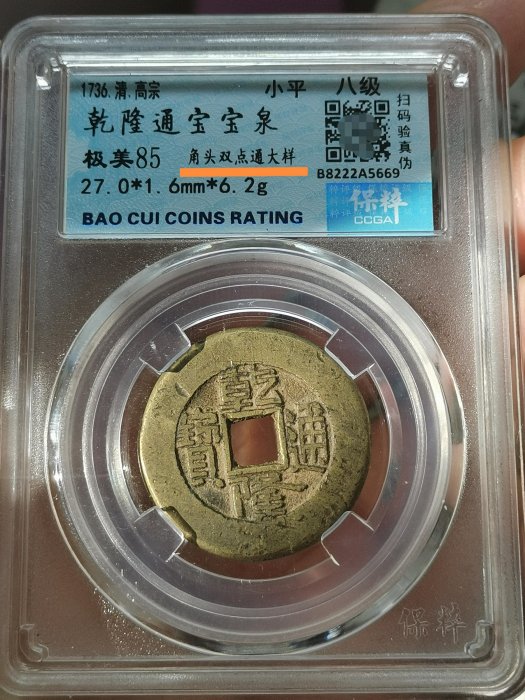 1736.清.高宗 小平 八级
乾隆通宝宝泉
极美85 角头双点通大样
27.0*1.6mm*6.2g
BAO CUI COINS RATING
扫码验真伪
B8222A5669
保粹
CCGA
乾隆通寳
保粹